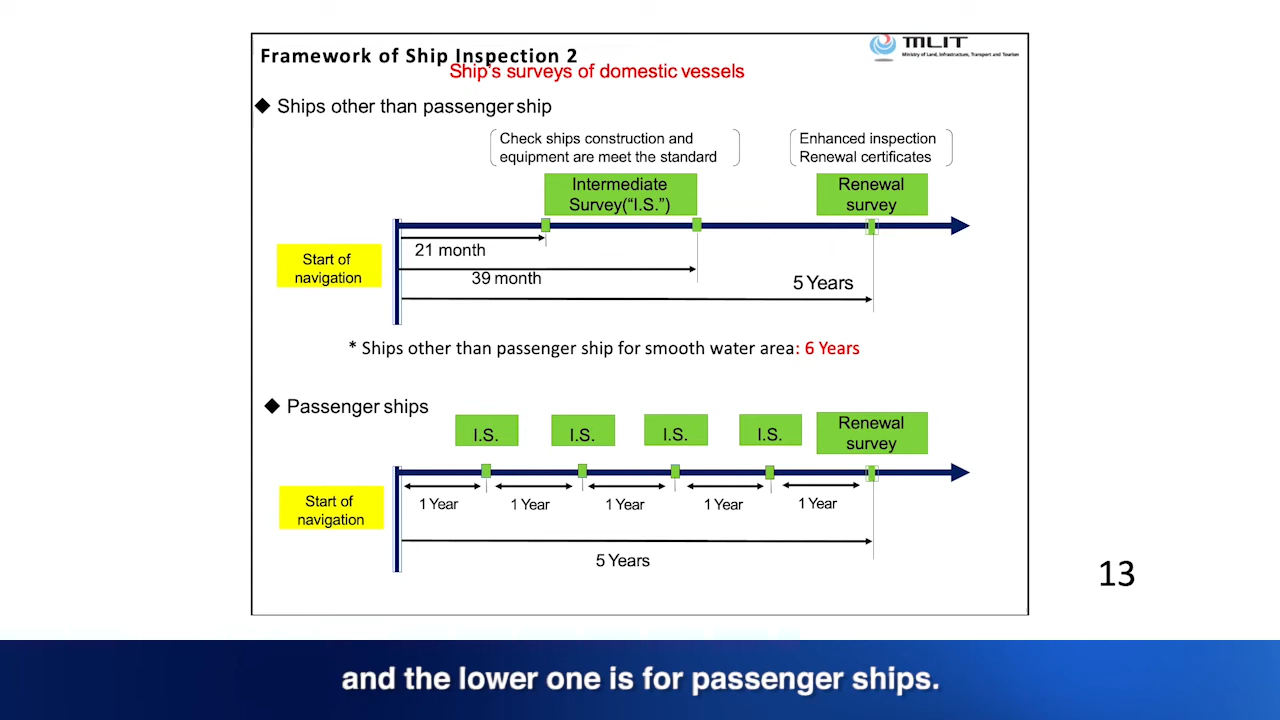 Framework of Ship Inspection 2
MLIT
Ministry of Land, Infrastructure, Transport and Tourism
Ship's surveys of domestic vessels
◆ Ships other than passenger ship
Check ships construction and
equipment are meet the standard
Enhanced inspection
Renewal certificates
Intermediate
Survey("I.S.")
Renewal
survey
Start of
navigation
21 month
39 month
5 Years
* Ships other than passenger ship for smooth water area: 6 Years
◆ Passenger ships
I.S.
I.S.
I.S.
I.S.
Renewal
survey
Start of
navigation
1 Year
1 Year
1 Year
1 Year
1 Year
5 Years
13
and the lower one is for passenger ships.